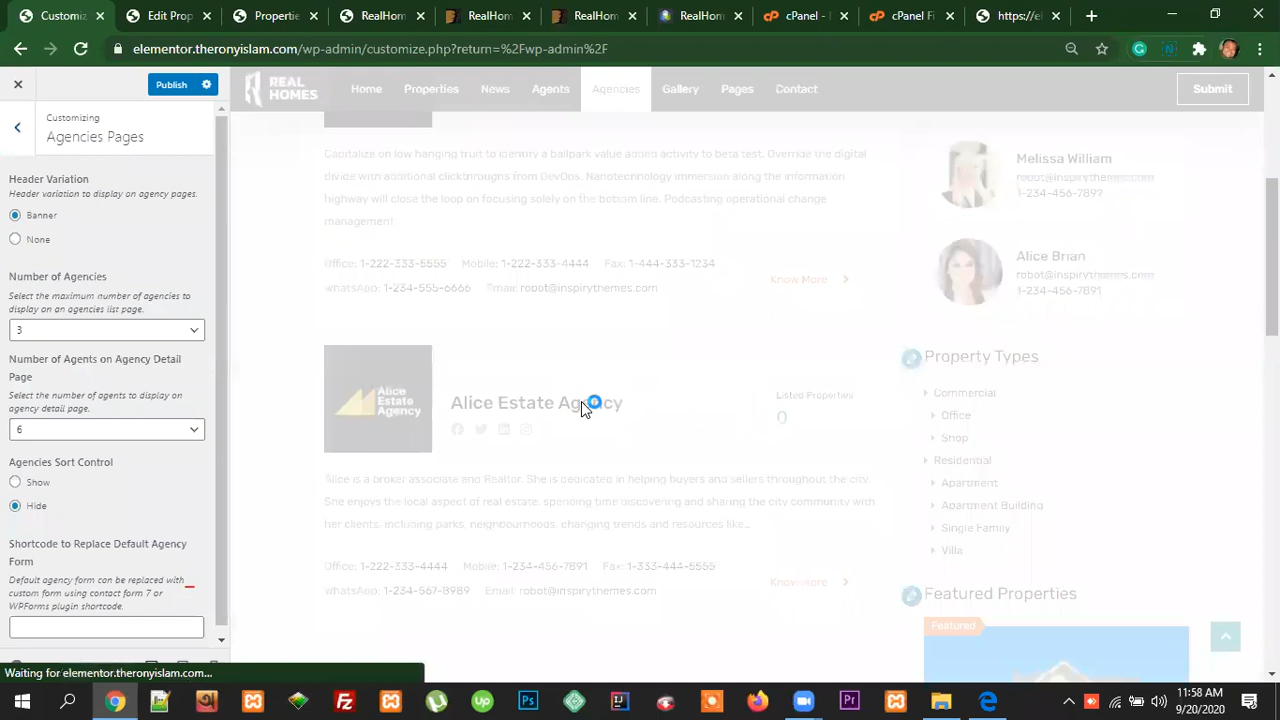 RealHom
Edit Prop
Propertie
RealHom
RealHom
RealHom
RealHom
cPanel - I
cPanel Fi
https://el
elementor.theronyislam.com/wp-admin/customize.php?return=%2Fwp-admin%2F
Publish
Customizing
Agencies Pages
Header Variation
Header variation to display on agency pages.
Banner
None
Number of Agencies
Select the maximum number of agencies to
display on an agencies list page.
3
Number of Agents on Agency Detail
Page
Select the number of agents to display on
agency detail page.
6
Agencies Sort Control
Show
Hide
Shortcode to Replace Default Agency
Form
Default agency form can be replaced with
custom form using contact form 7 or
WPForms plugin shortcode.
REAL HOMES
Home Properties News Agents Agencies Gallery Pages Contact
Submit
Capitalize on low hanging fruit to identify a ballpark value added activity to beta test. Override the digital
divide with additional clickthroughs from DevOps. Nanotechnology immersion along the information
highway will close the loop on focusing solely on the bottom line. Podcasting operational change
management!
Office: 1-222-333-5555 Mobile: 1-222-333-4444 Fax: 1-444-333-1234
WhatsApp: 1-234-555-6666 Email: robot@inspirythemes.com
Know More
Alice Estate Agency
Alice Estate Agency
Listed Properties
0
Alice is a broker associate and Realtor. She is dedicated in helping buyers and sellers throughout the city.
She enjoys the local aspect of real estate, spending time discovering and sharing the city community with
her clients, including parks, neighbourhoods, changing trends and resources like...
Office: 1-222-333-4444 Mobile: 1-234-456-7891 Fax: 1-333-444-5555
WhatsApp: 1-234-567-8989 Email: robot@inspirythemes.com
Know More
Melissa William
robot@inspirythemes.com
1-234-456-7892
Alice Brian
robot@inspirythemes.com
1-234-456-7891
Property Types
Commercial
Office
Shop
Residential
Apartment
Apartment Building
Single Family
Villa
Featured Properties
Featured
Waiting for elementor.theronyislam.com...
11:58 AM
9/20/2020